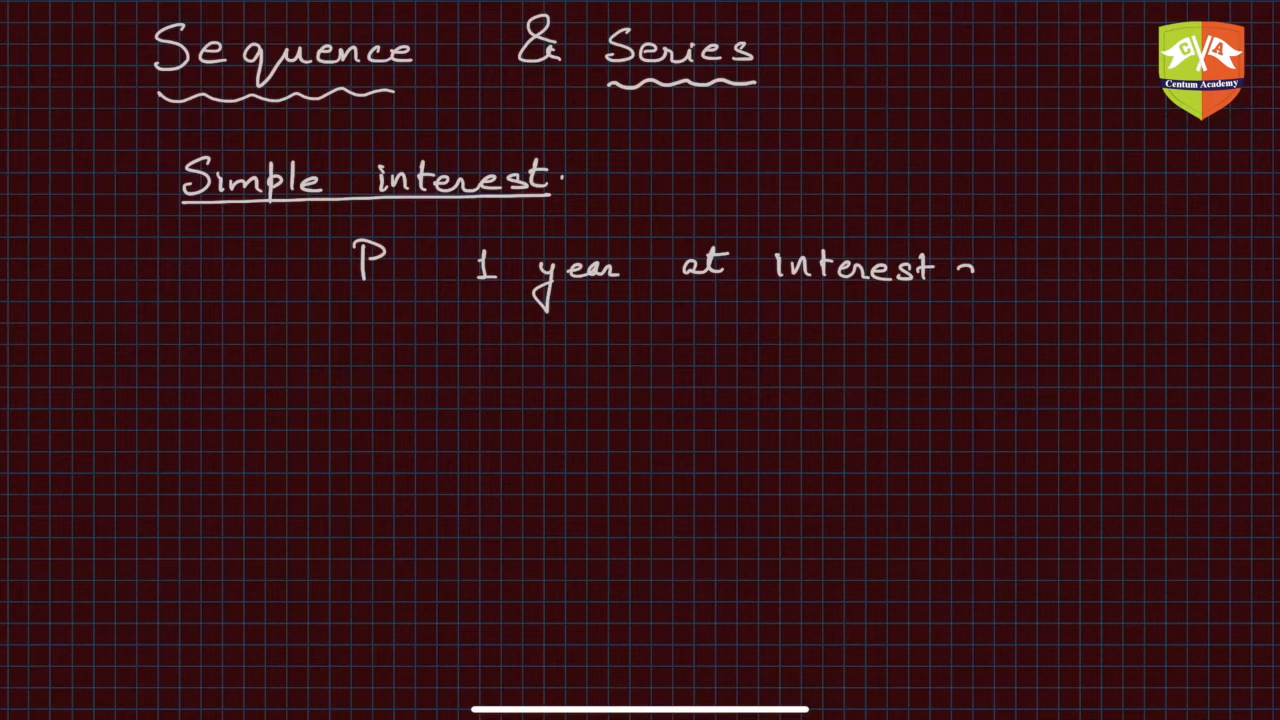 Sequence & Series
C A
Centum Academy
Simple interest.
P 1 year at interest